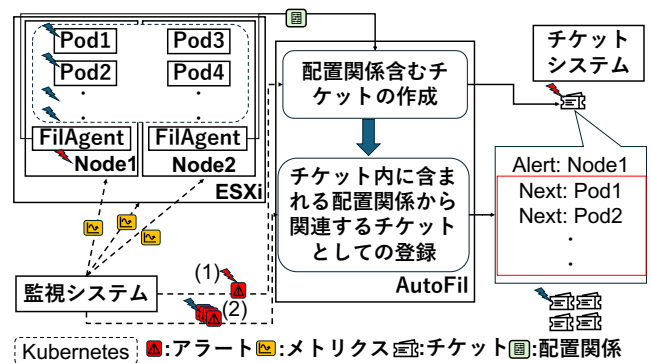 Pod1
Pod2
・
・
FilAgent
Node1
Pod3
Pod4
・
・
FilAgent
Node2
ESXi
配置関係含むチ
ケットの作成
チケット内に含ま
れる配置関係から
関連するチケット
としての登録
AutoFil
チケット
システム
Alert: Node1
Next: Pod1
Next: Pod2
・
・
監視システム
(1)
(2)
Kubernetes
:アラート
:メトリクス
:チケット
:配置関係